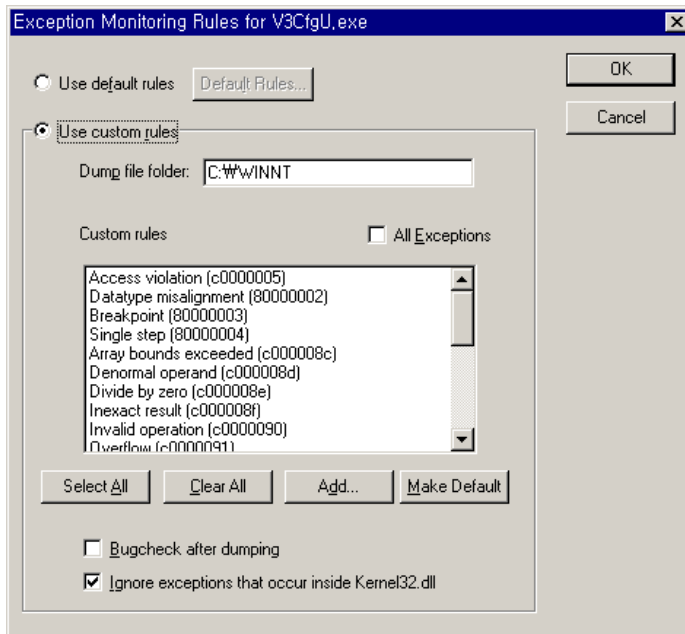 Exception Monitoring Rules for V3CfgU.exe
Use default rules
Default Rules...
OK
Cancel
Use custom rules
Dump file folder:
C:₩WINNT
Custom rules
All Exceptions
Access violation (c0000005)
Datatype misalignment (80000002)
Breakpoint (80000003)
Single step (80000004)
Array bounds exceeded (c000008c)
Denormal operand (c000008d)
Divide by zero (c000008e)
Inexact result (c000008f)
Invalid operation (c0000090)
Overflow (c0000091)
Select All
Clear All
Add...
Make Default
Bugcheck after dumping
Ignore exceptions that occur inside Kernel32.dll